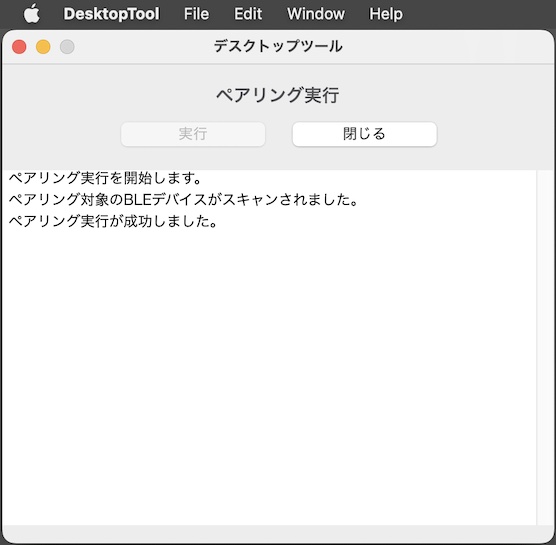 DesktopTool File Edit Window Help
デスクトップツール
ペアリング実行
実行 閉じる
ペアリング実行を開始します。
ペアリング対象のBLEデバイスがスキャンされました。
ペアリング実行が成功しました。